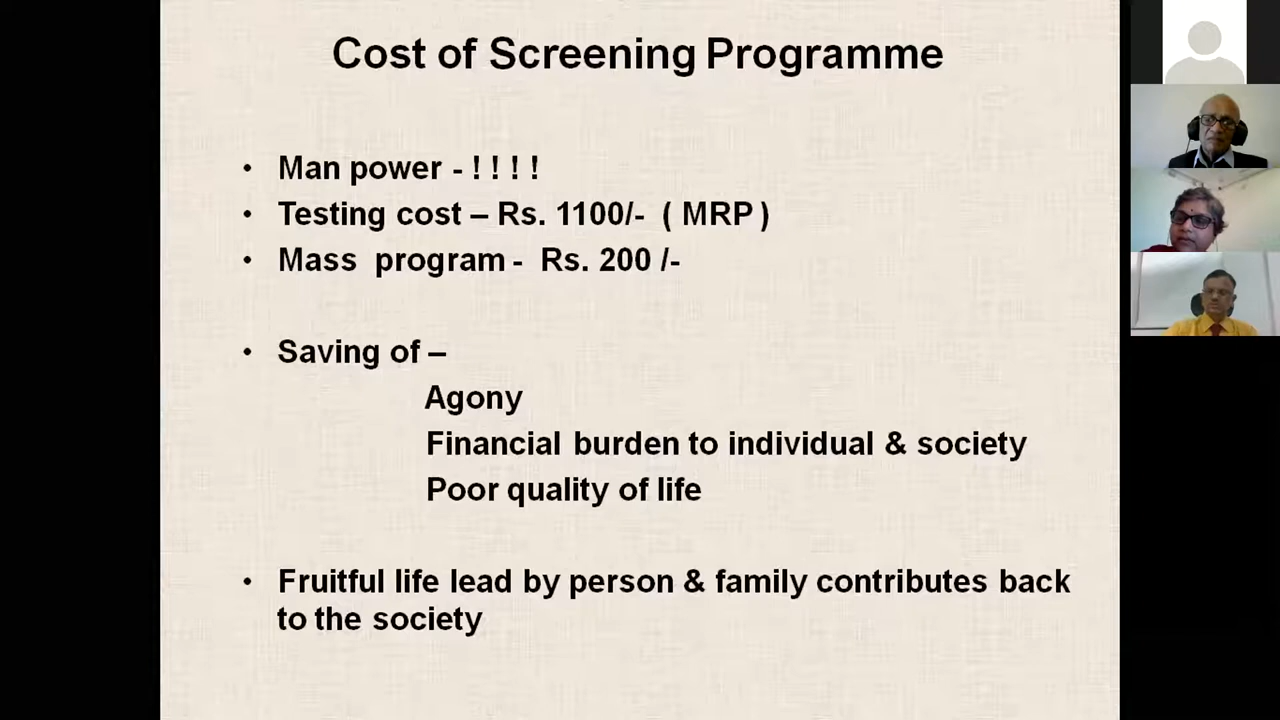 Cost of Screening Programme
• Man power - ! ! ! !
• Testing cost – Rs. 1100/- ( MRP )
• Mass program - Rs. 200 /-
• Saving of –
Agony
Financial burden to individual & society
Poor quality of life
• Fruitful life lead by person & family contributes back
to the society